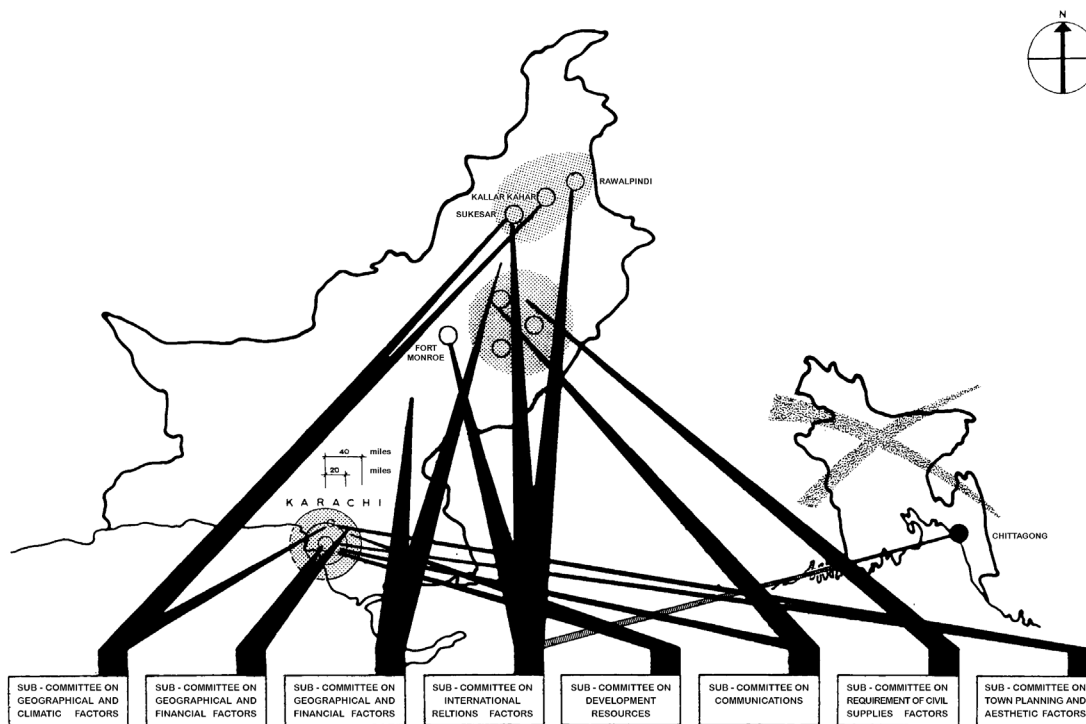 N
RAWALPINDI
KALLAR KAHAR
SUKESAR
FORT
MONROE
40 miles
20 miles
KARACHI
CHITTAGONG
SUB - COMMITTEE ON
GEOGRAPHICAL AND
CLIMATIC FACTORS
SUB - COMMITTEE ON
GEOGRAPHICAL AND
FINANCIAL FACTORS
SUB - COMMITTEE ON
GEOGRAPHICAL AND
FINANCIAL FACTORS
SUB - COMMITTEE ON
INTERNATIONAL
RELTIONS FACTORS
SUB - COMMITTEE ON
DEVELOPMENT
RESOURCES
SUB - COMMITTEE ON
COMMUNICATIONS
SUB - COMMITTEE ON
REQUIREMENT OF CIVIL
SUPPLIES FACTORS
SUB - COMMITTEE ON
TOWN PLANNING AND
AESTHETIC FACTORS